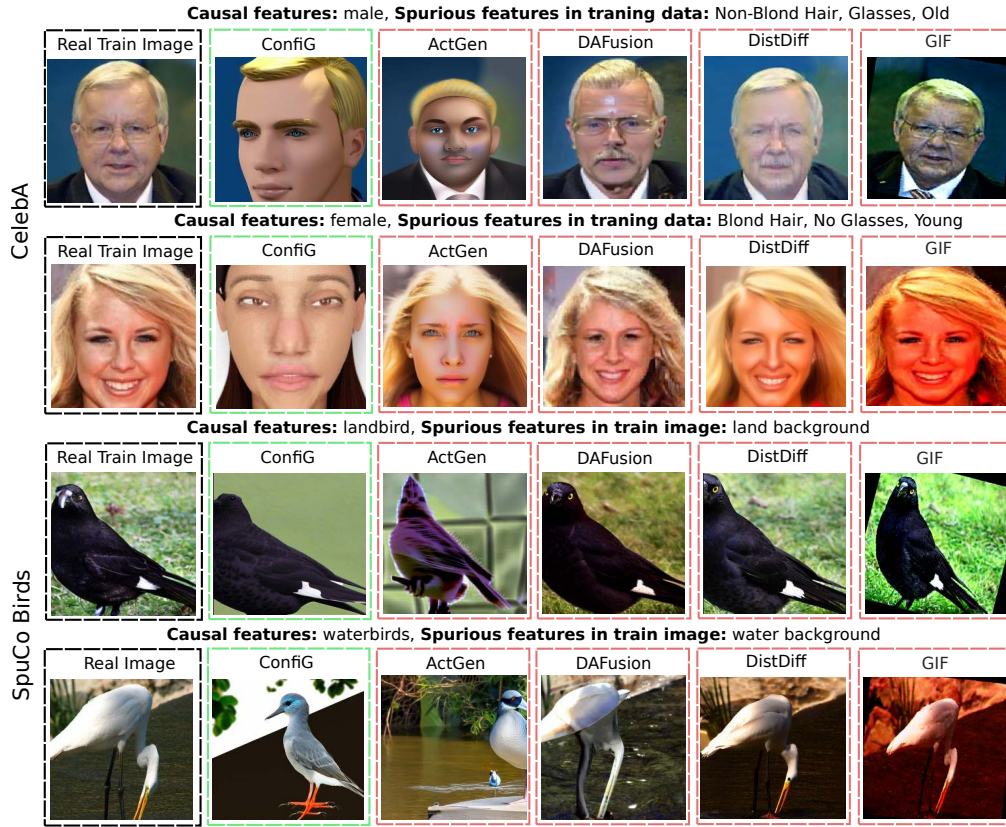 Causal features: male, Spurious features in traning data: Non-Blond Hair, Glasses, Old
Real Train Image
ConfiG
ActGen
DAFusion
DistDiff
GIF
CelebA
Causal features: female, Spurious features in traning data: Blond Hair, No Glasses, Young
Real Train Image
ConfiG
ActGen
DAFusion
DistDiff
GIF
Causal features: landbird, Spurious features in train image: land background
Real Train Image
ConfiG
ActGen
DAFusion
DistDiff
GIF
SpuCo Birds
Causal features: waterbirds, Spurious features in train image: water background
Real Image
ConfiG
ActGen
DAFusion
DistDiff
GIF